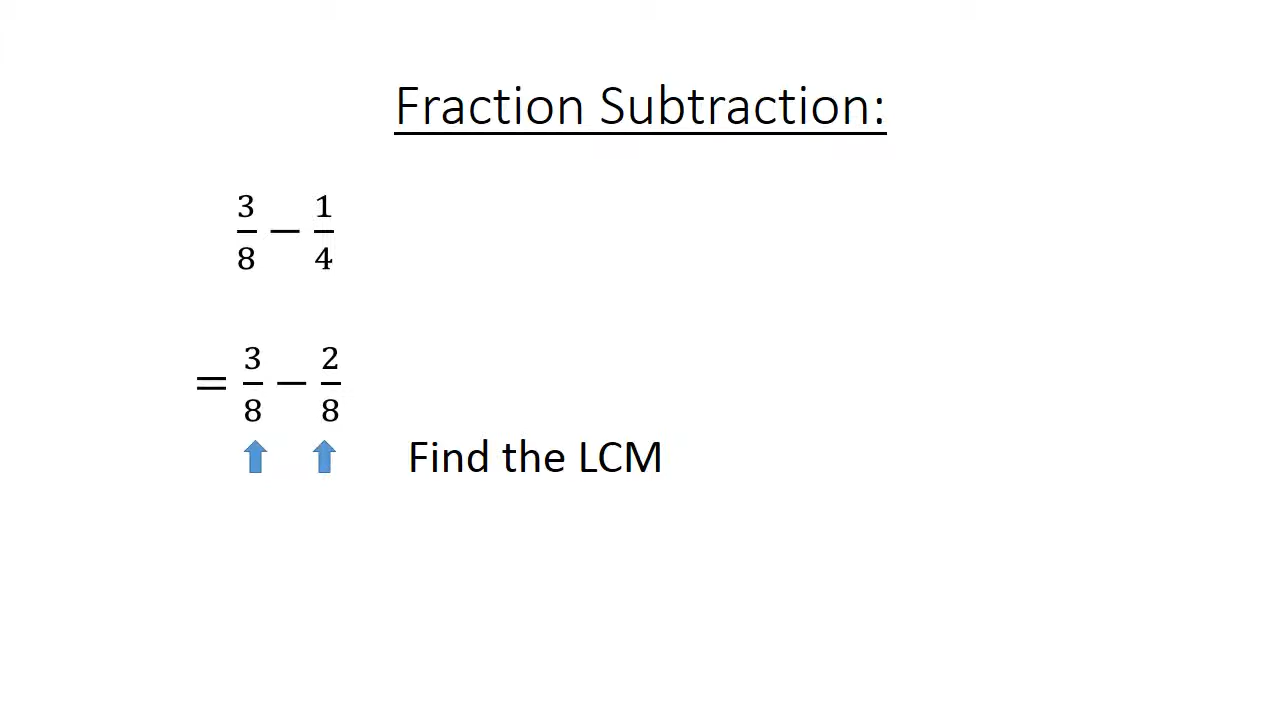 Fraction Subtraction:
3/8 − 1/4
= 3/8 − 2/8
Find the LCM